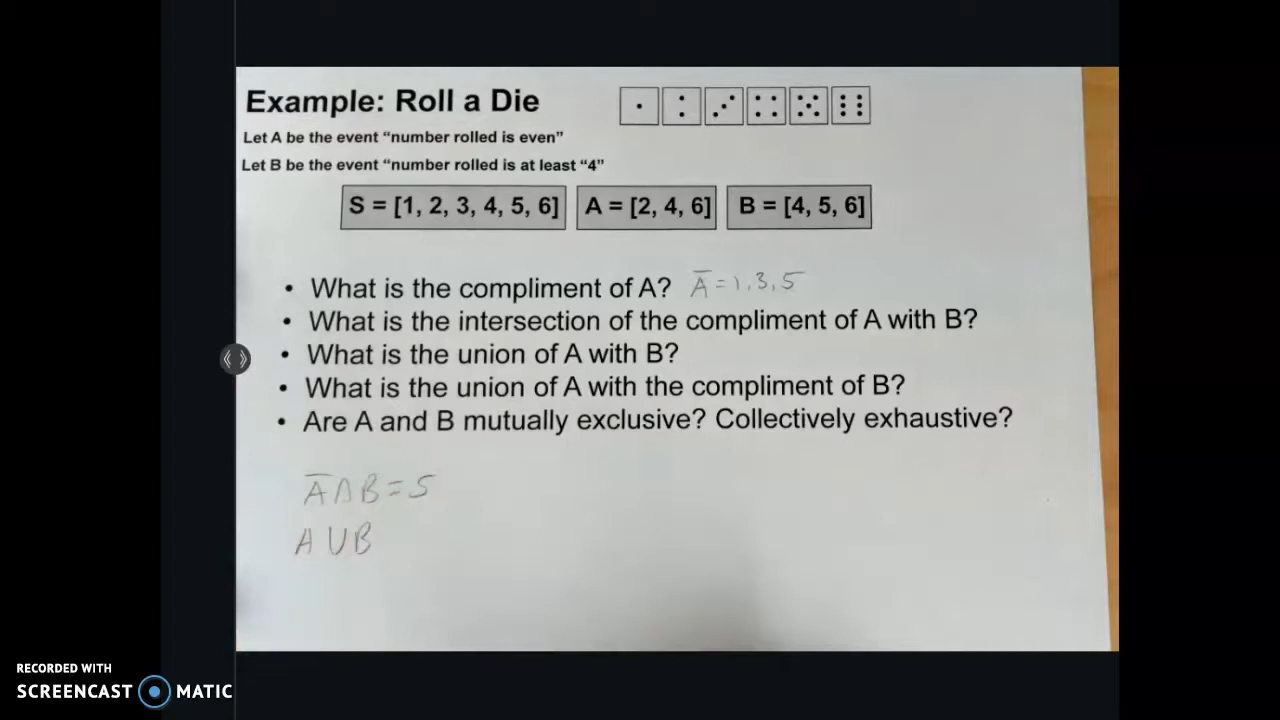 Example: Roll a Die
Let A be the event “number rolled is even”
Let B be the event “number rolled is at least “4”
S = [1, 2, 3, 4, 5, 6] A = [2, 4, 6] B = [4, 5, 6]
• What is the compliment of A? A̅ = 1, 3, 5
• What is the intersection of the compliment of A with B?
• What is the union of A with B?
• What is the union of A with the compliment of B?
• Are A and B mutually exclusive? Collectively exhaustive?
A̅ ∩ B = 5
A ∪ B
RECORDED WITH
SCREENCAST MATIC